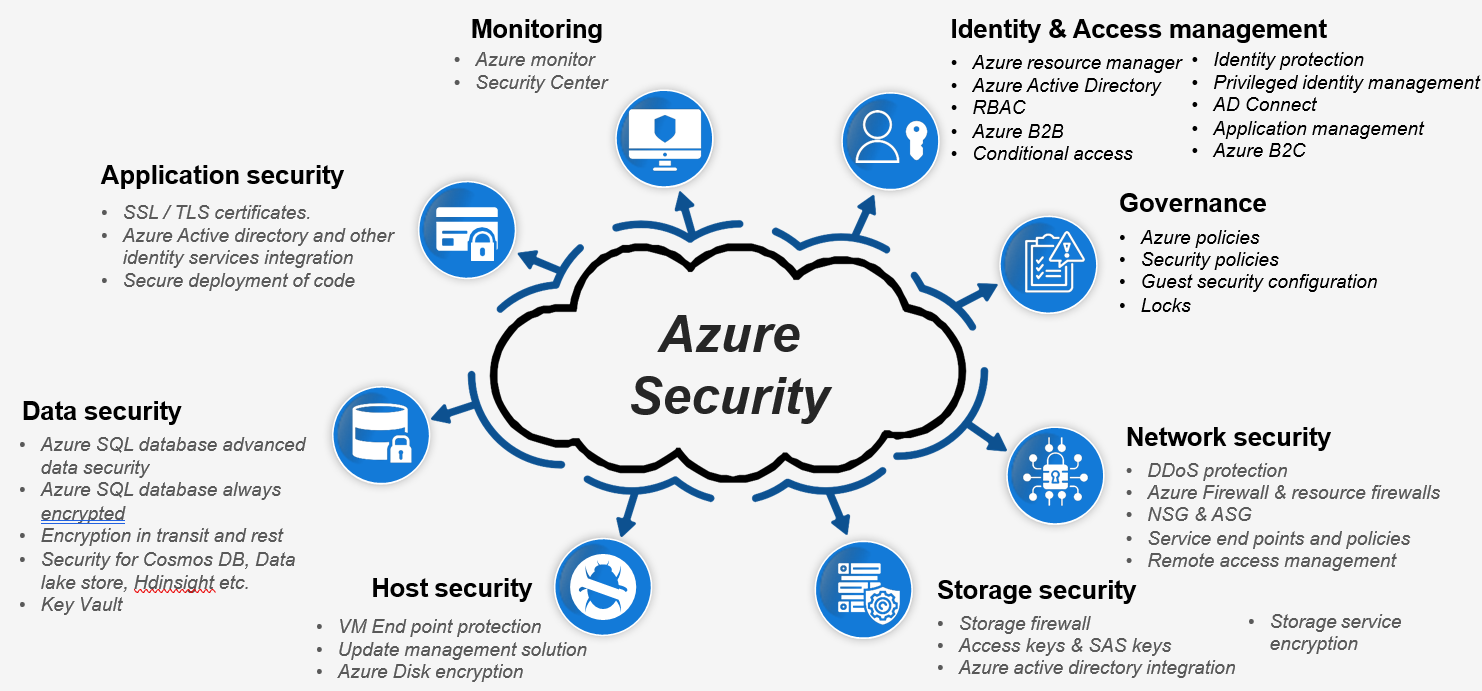 Monitoring
• Azure monitor
• Security Center
Identity & Access management
• Azure resource manager
• Azure Active Directory
• RBAC
• Azure B2B
• Conditional access
• Identity protection
• Privileged identity management
• AD Connect
• Application management
• Azure B2C
Application security
• SSL / TLS certificates.
• Azure Active directory and other
identity services integration
• Secure deployment of code
Governance
• Azure policies
• Security policies
• Guest security configuration
• Locks
Azure
Security
Data security
• Azure SQL database advanced
data security
• Azure SQL database always
encrypted
• Encryption in transit and rest
• Security for Cosmos DB, Data
lake store, Hdinsight etc.
• Key Vault
Network security
• DDoS protection
• Azure Firewall & resource firewalls
• NSG & ASG
• Service end points and policies
• Remote access management
Host security
• VM End point protection
• Update management solution
• Azure Disk encryption
Storage security
• Storage firewall
• Access keys & SAS keys
• Azure active directory integration
• Storage service
encryption